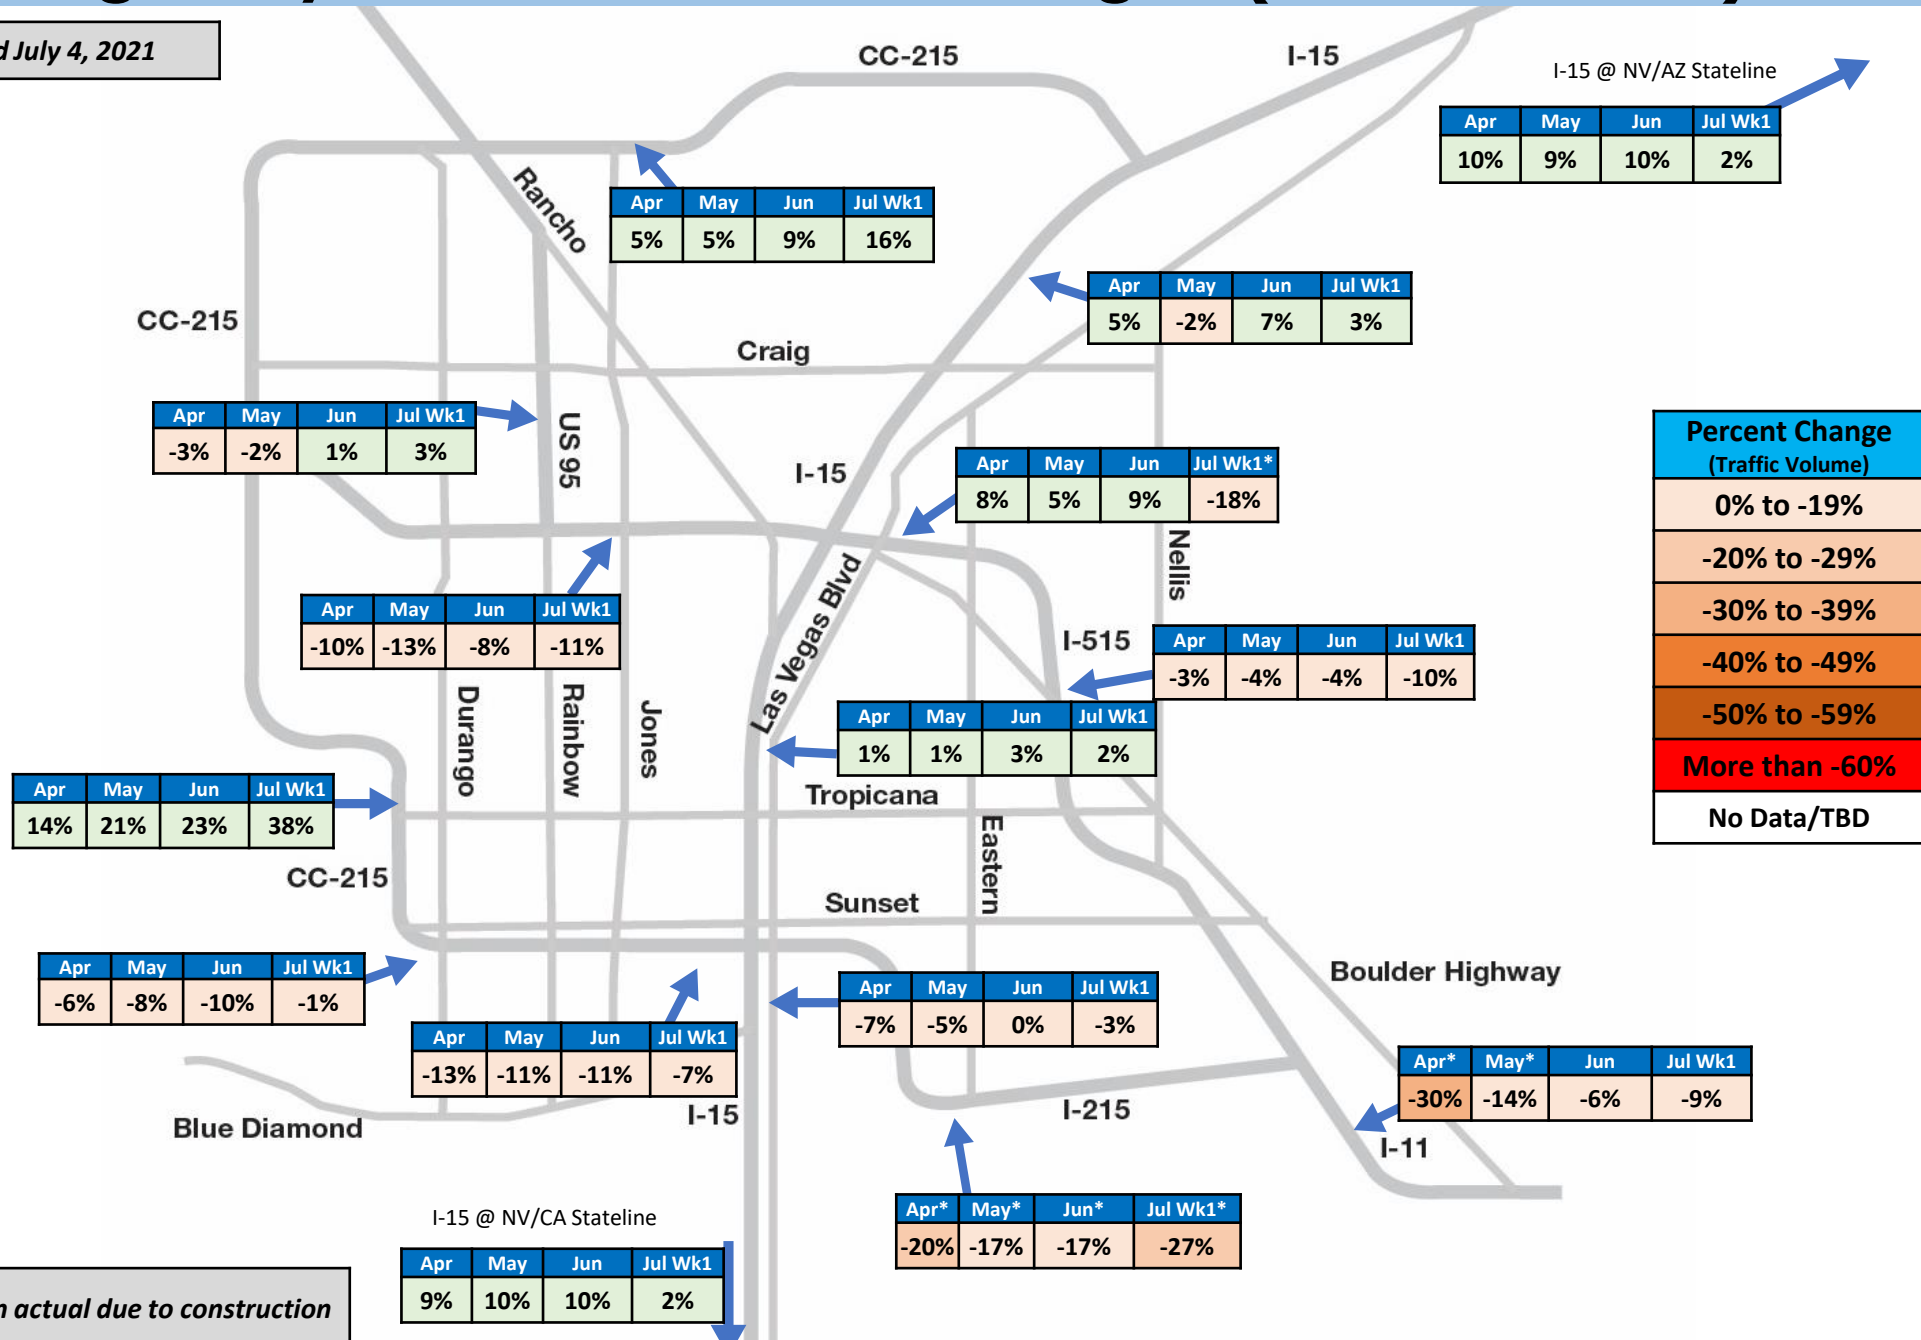 d July 4, 2021
CC-215
I-15
I-15 @ NV/AZ Stateline
Apr May Jun Jul Wk1
10% 9% 10% 2%
Rancho
Apr May Jun Jul Wk1
5% 5% 9% 16%
Apr May Jun Jul Wk1
5% -2% 7% 3%
CC-215
Craig
Apr May Jun Jul Wk1
-3% -2% 1% 3%
US 95
I-15
Apr May Jun Jul Wk1*
8% 5% 9% -18%
Percent Change
(Traffic Volume)
0% to -19%
-20% to -29%
-30% to -39%
-40% to -49%
-50% to -59%
More than -60%
No Data/TBD
Nellis
Las Vegas Blvd
Apr May Jun Jul Wk1
-10% -13% -8% -11%
I-515
Apr May Jun Jul Wk1
-3% -4% -4% -10%
Durango
Rainbow
Jones
Apr May Jun Jul Wk1
1% 1% 3% 2%
Apr May Jun Jul Wk1
14% 21% 23% 38%
Tropicana
Eastern
CC-215
Sunset
Apr May Jun Jul Wk1
-6% -8% -10% -1%
Apr May Jun Jul Wk1
-7% -5% 0% -3%
Boulder Highway
Apr May Jun Jul Wk1
-13% -11% -11% -7%
Apr* May* Jun Jul Wk1
-30% -14% -6% -9%
Blue Diamond
I-15
I-215
I-11
Apr* May* Jun* Jul Wk1*
-20% -17% -17% -27%
I-15 @ NV/CA Stateline
Apr May Jun Jul Wk1
9% 10% 10% 2%
n actual due to construction